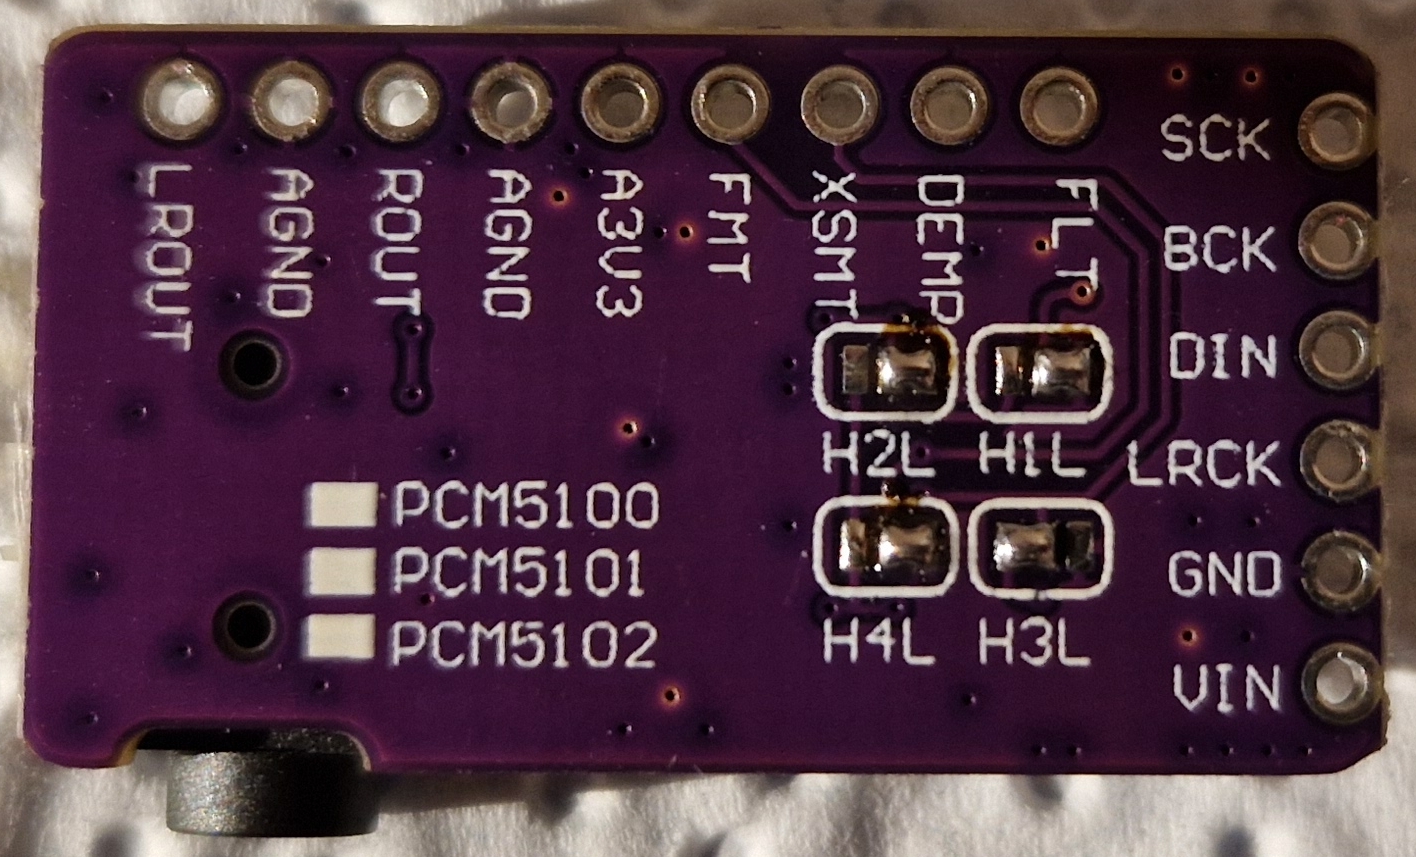 LROUT
AGND
ROUT
AGND
A3V3
FMT
XSMT
DEMP
FLT
SCK
BCK
DIN
LRCK
GND
VIN
H2L H1L
H4L H3L
PCM5100
PCM5101
PCM5102